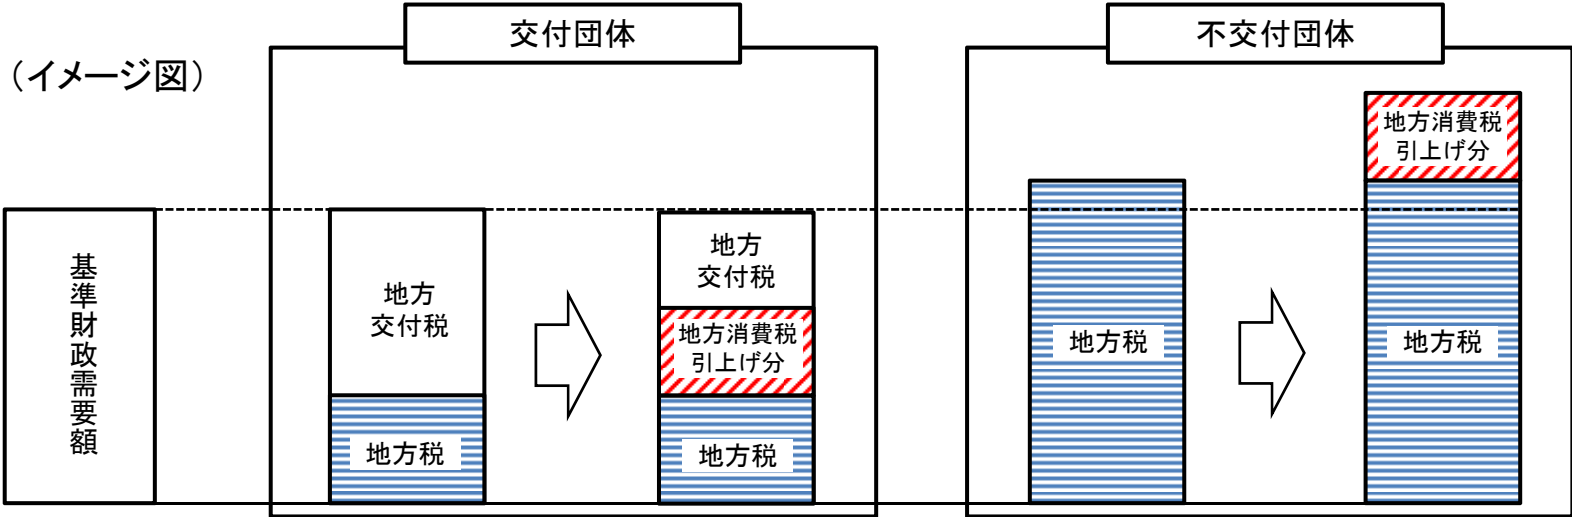 （イメージ図）
交付団体
不交付団体
基準財政需要額
地方
交付税
地方税
地方
交付税
地方消費税
引上げ分
地方税
地方税
地方消費税
引上げ分
地方税